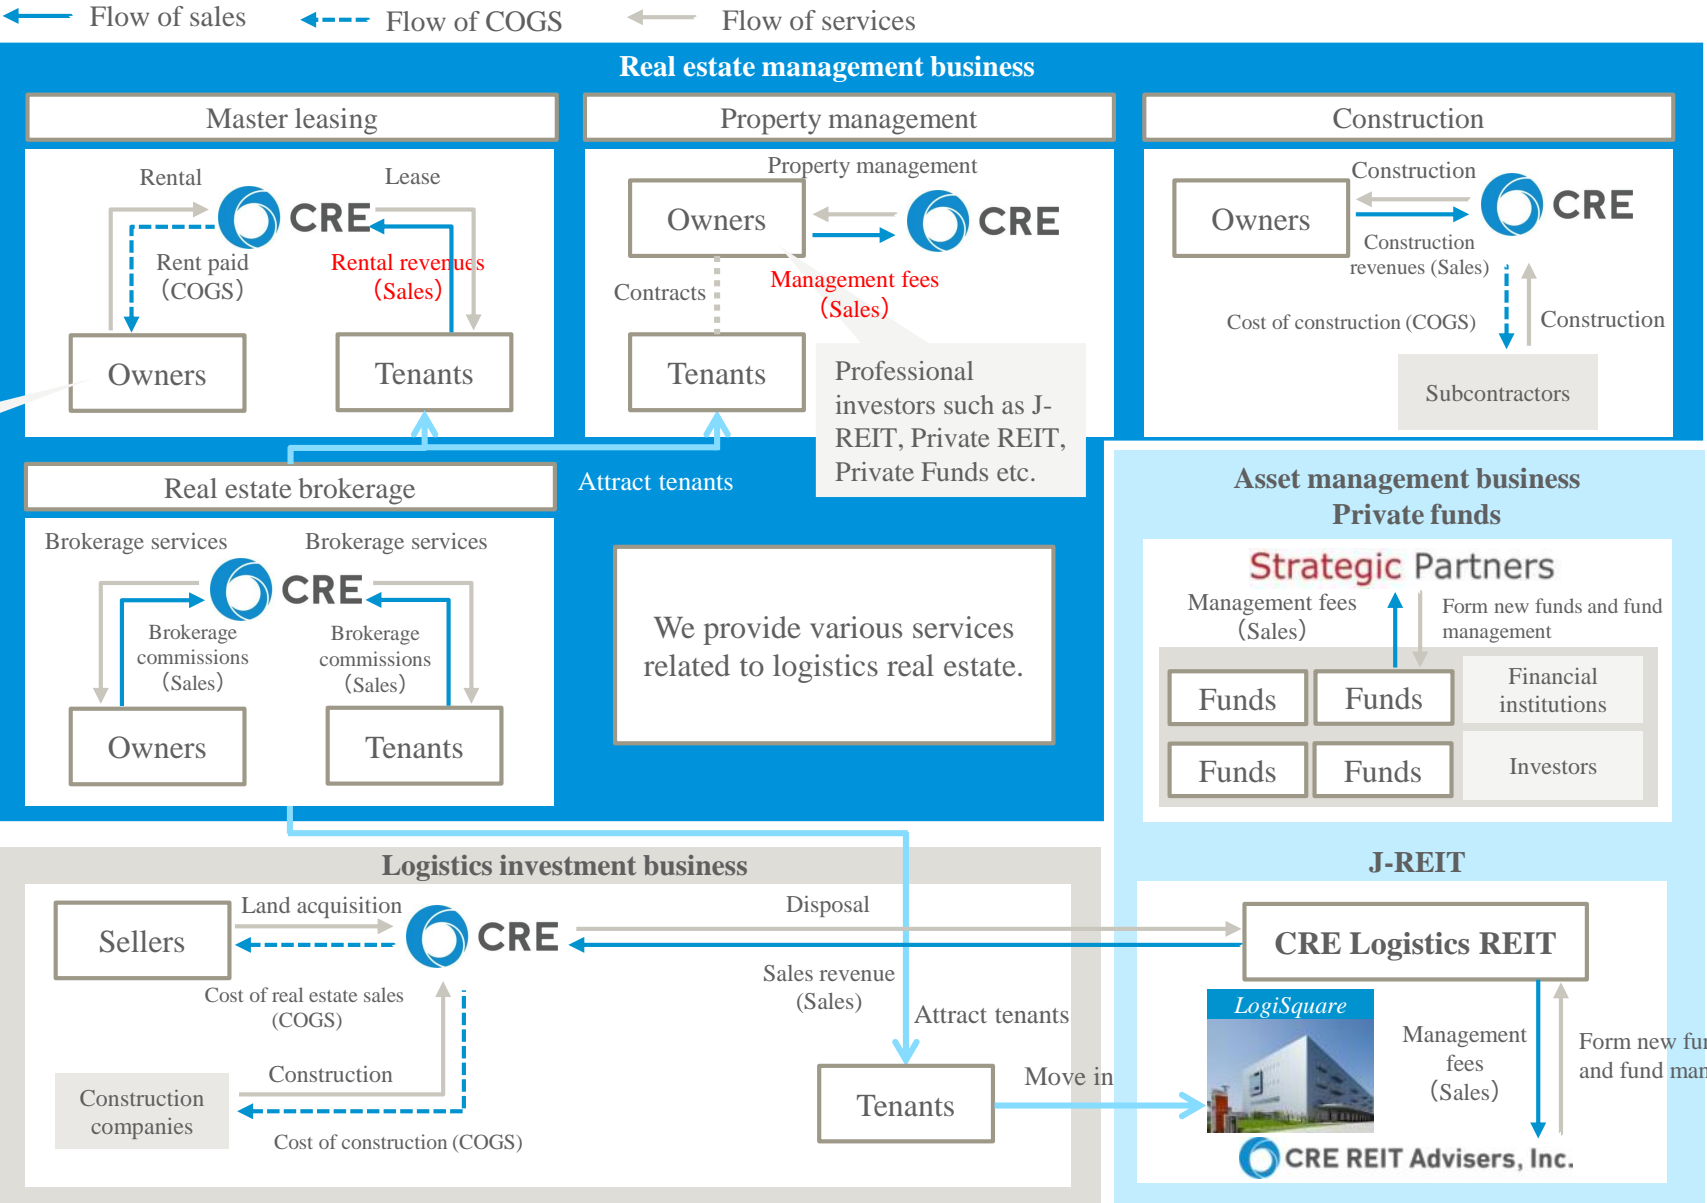 Flow of sales
Flow of COGS
Flow of services
Real estate management business
Master leasing
Rental
Lease
CRE
Rent paid
（COGS）
Rental revenues
（Sales）
Owners
Tenants
Property management
Property management
Owners
CRE
Contracts
Management fees
（Sales）
Tenants
Professional
investors such as J-
REIT, Private REIT,
Private Funds etc.
Construction
Construction
Owners
CRE
Construction
revenues (Sales)
Cost of construction (COGS)
Construction
Subcontractors
Real estate brokerage
Attract tenants
Brokerage services
Brokerage services
CRE
Brokerage
commissions
（Sales）
Brokerage
commissions
（Sales）
Owners
Tenants
We provide various services
related to logistics real estate.
Asset management business
Private funds
Strategic Partners
Management fees
（Sales）
Form new funds and fund
management
Funds
Funds
Financial
institutions
Funds
Funds
Investors
Logistics investment business
Land acquisition
Sellers
CRE
Disposal
Cost of real estate sales
(COGS)
Sales revenue
(Sales)
Attract tenants
Construction
Construction
companies
Cost of construction (COGS)
Tenants
Move in
J-REIT
CRE Logistics REIT
LogiSquare
Management
fees
（Sales）
Form new fu
and fund man
CRE REIT Advisers, Inc.